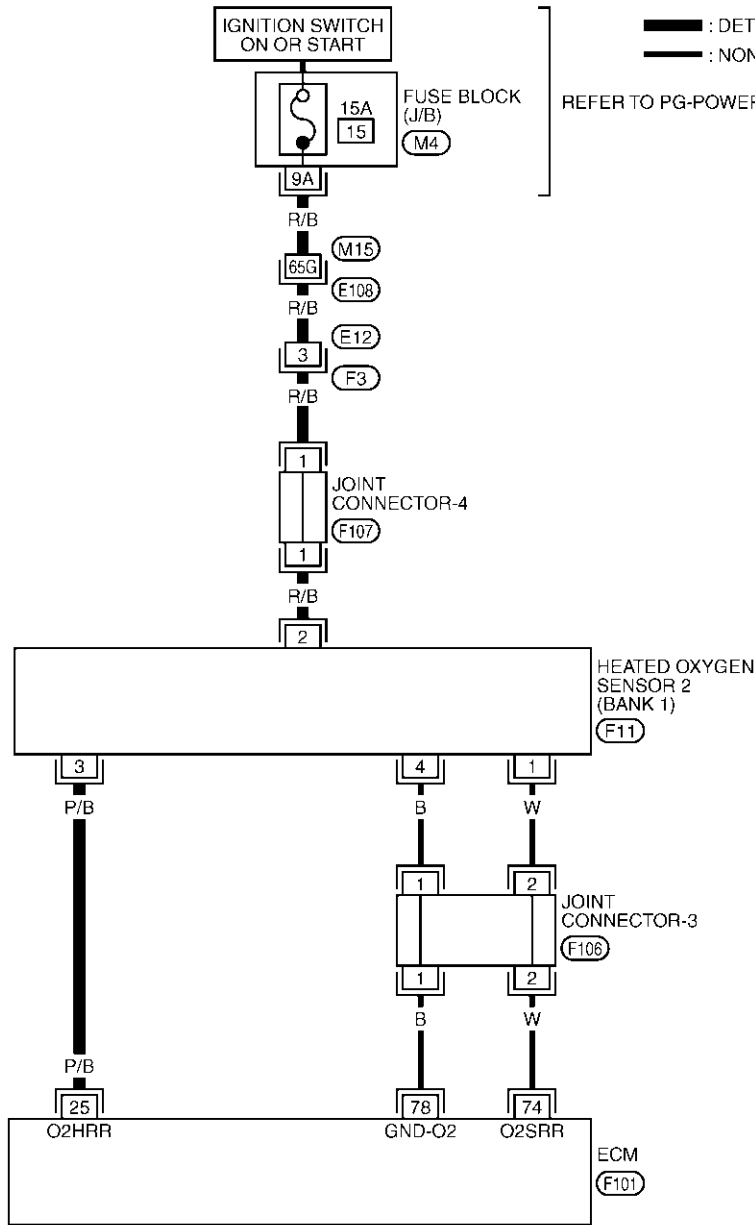 IGNITION SWITCH
ON OR START
: DET
: NON
15A
15
FUSE BLOCK
(J/B)
M4
REFER TO PG-POWER
9A
R/B
M15
65G
E108
R/B
E12
3
F3
R/B
1
JOINT
CONNECTOR-4
F107
1
R/B
2
HEATED OXYGEN
SENSOR 2
(BANK 1)
F11
3 4 1
P/B B W
1 2
JOINT
CONNECTOR-3
F106
1 2
B W
P/B
25 78 74
O2HRR GND-O2 O2SRR
ECM
F101